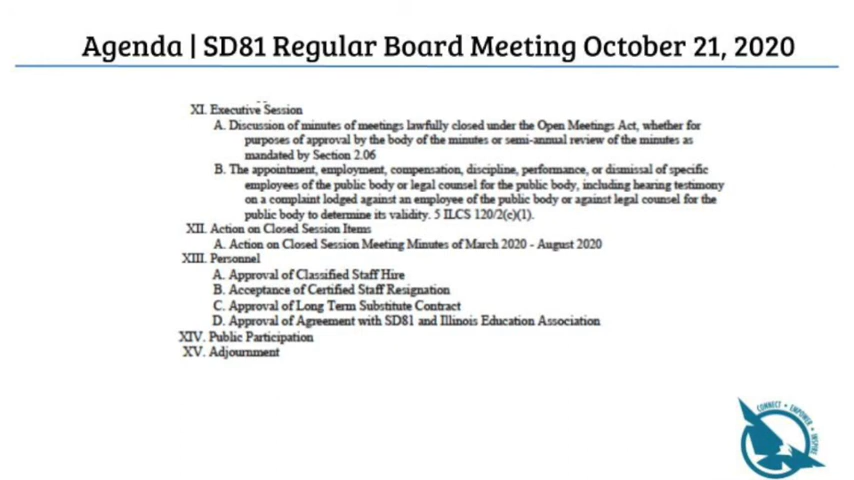 Agenda | SD81 Regular Board Meeting October 21, 2020
XI. Executive Session
A. Discussion of minutes of meetings lawfully closed under the Open Meetings Act, whether for
purposes of approval by the body of the minutes or semi-annual review of the minutes as
mandated by Section 2.06
B. The appointment, employment, compensation, discipline, performance, or dismissal of specific
employees of the public body or legal counsel for the public body, including hearing testimony
on a complaint lodged against an employee of the public body or against legal counsel for the
public body to determine its validity. 5 ILCS 120/2(c)(1).
XII. Action on Closed Session Items
A. Action on Closed Session Meeting Minutes of March 2020 - August 2020
XIII. Personnel
A. Approval of Classified Staff Hire
B. Acceptance of Certified Staff Resignation
C. Approval of Long Term Substitute Contract
D. Approval of Agreement with SD81 and Illinois Education Association
XIV. Public Participation
XV. Adjournment
CONNECT • EMPOWER • INSPIRE